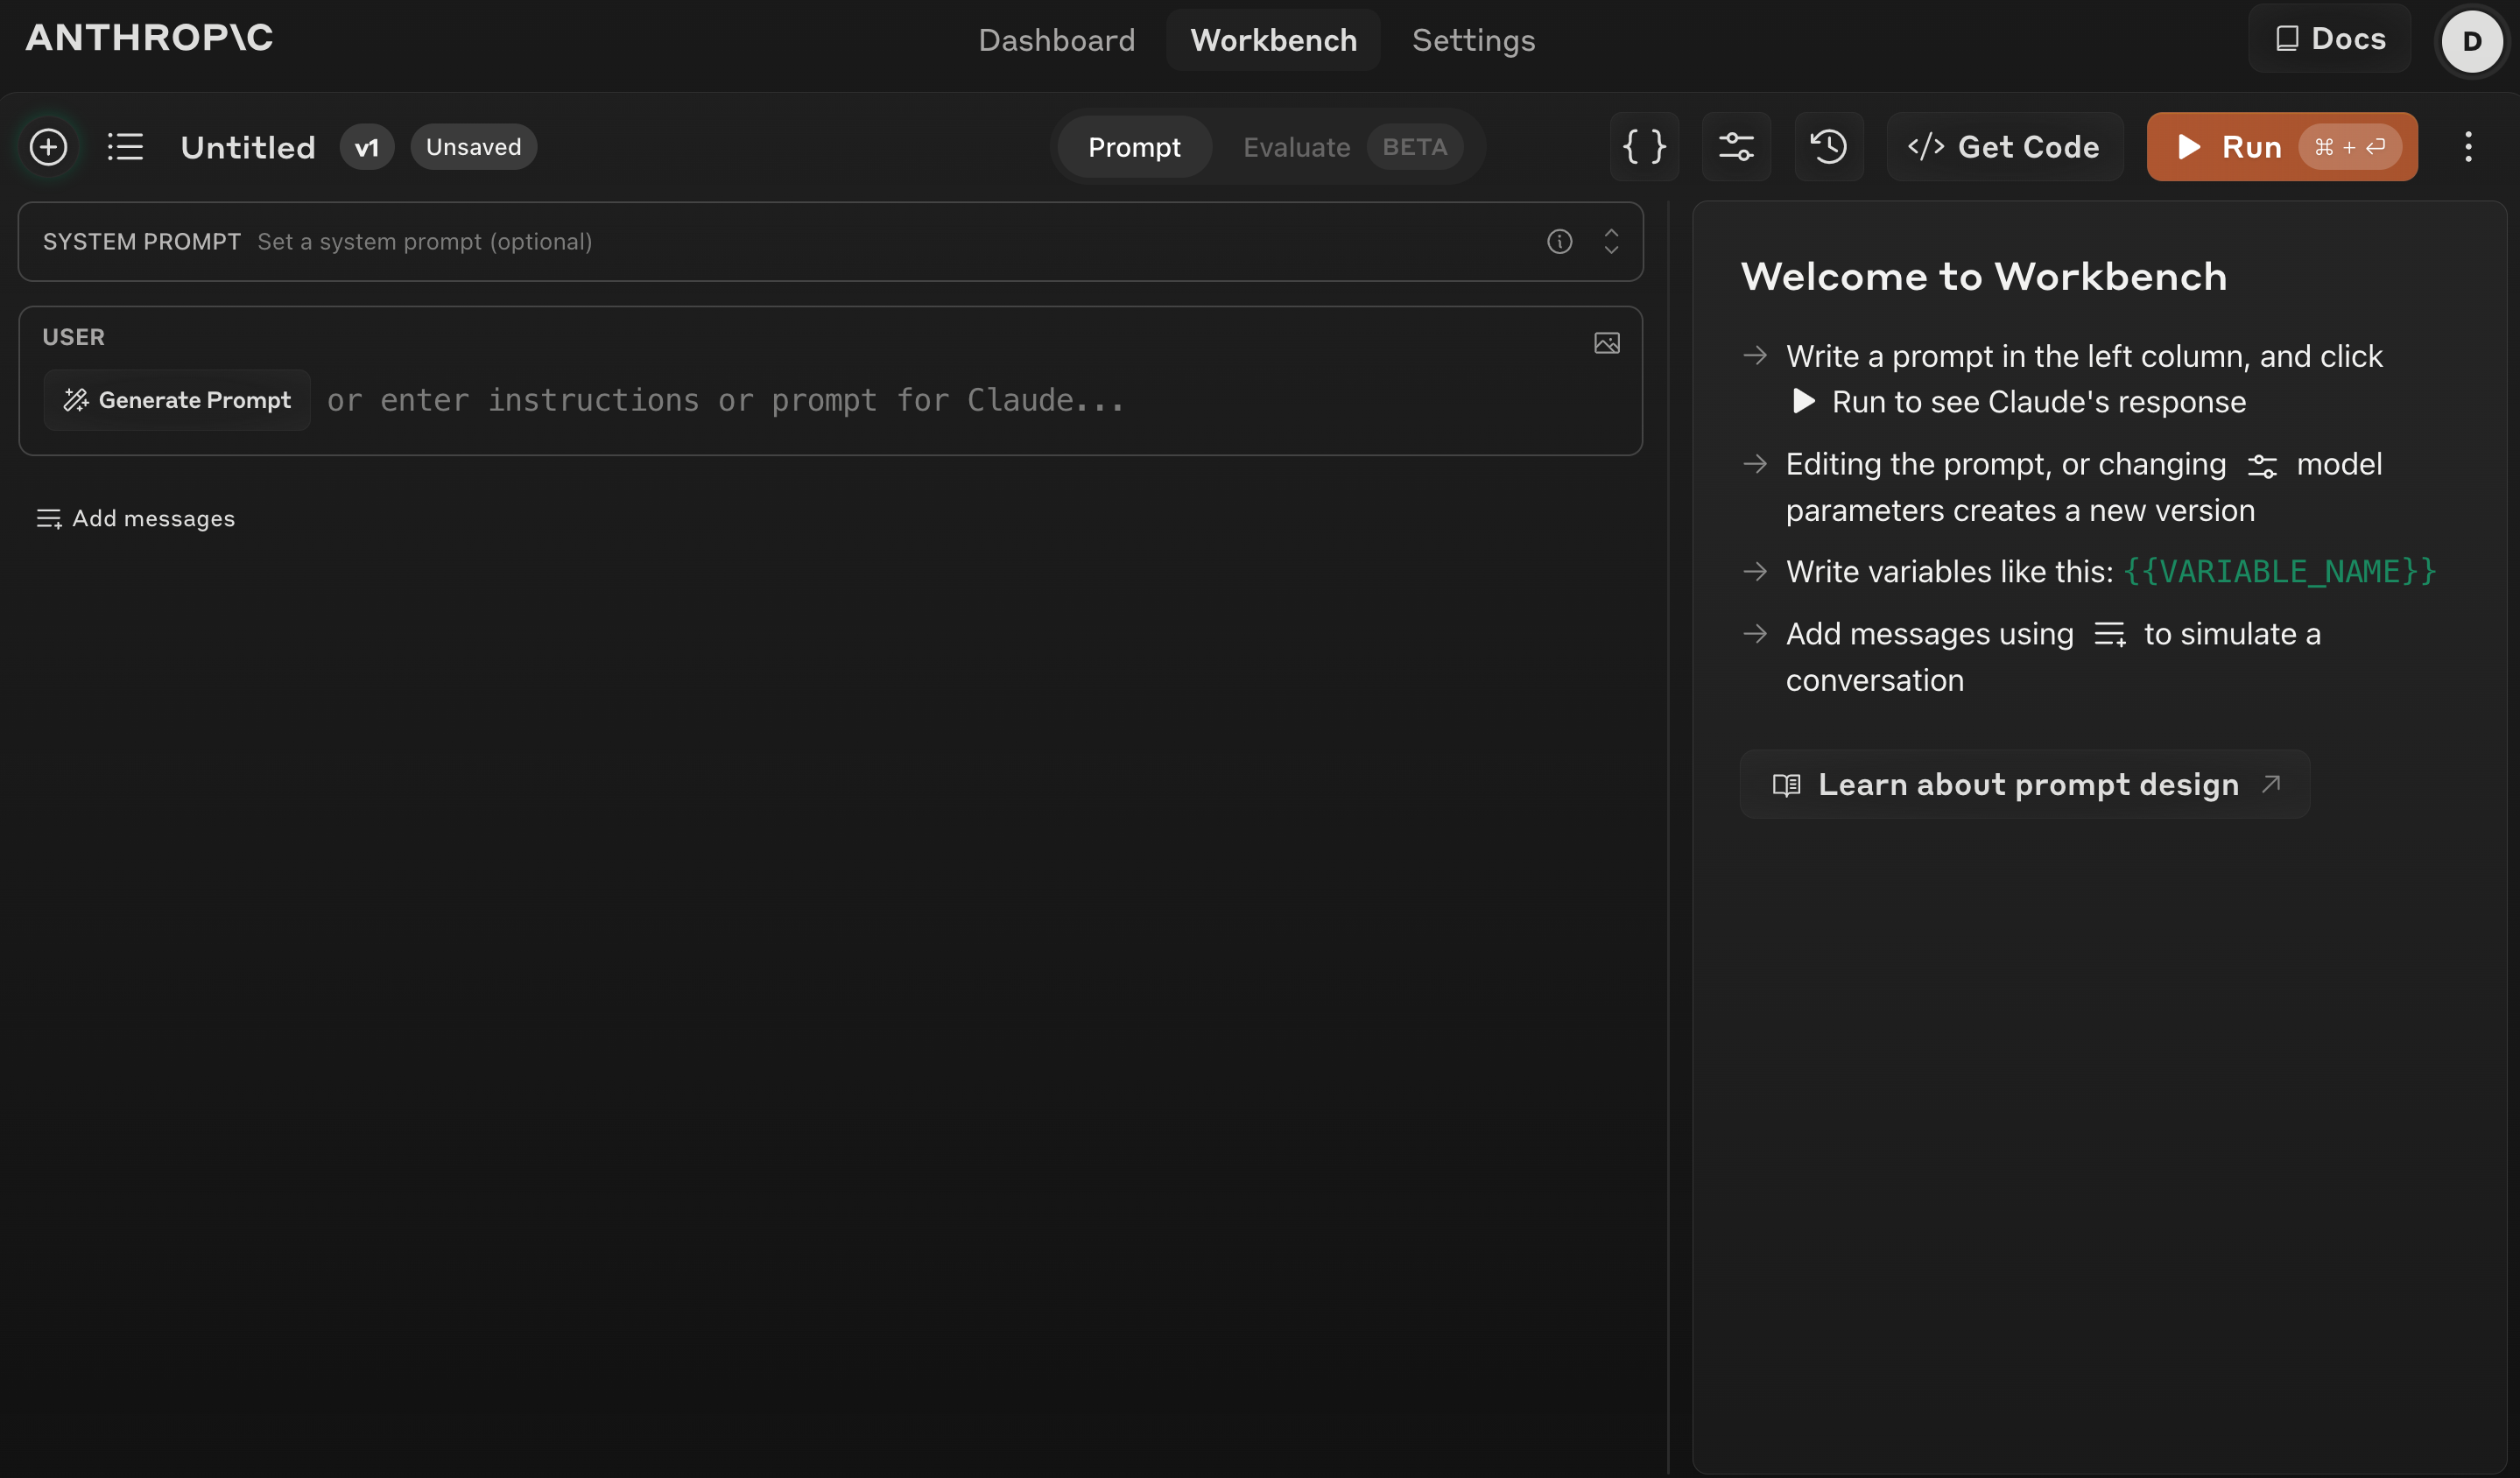 ANTHROP\C
Dashboard
Workbench
Settings
Docs
D
Untitled
v1
Unsaved
Prompt
Evaluate BETA
{ }
</> Get Code
Run ⌘ + ⏎
SYSTEM PROMPT Set a system prompt (optional)
USER
Generate Prompt or enter instructions or prompt for Claude...
Add messages
Welcome to Workbench
Write a prompt in the left column, and click
Run to see Claude's response
Editing the prompt, or changing model
parameters creates a new version
Write variables like this: {{VARIABLE_NAME}}
Add messages using to simulate a
conversation
Learn about prompt design